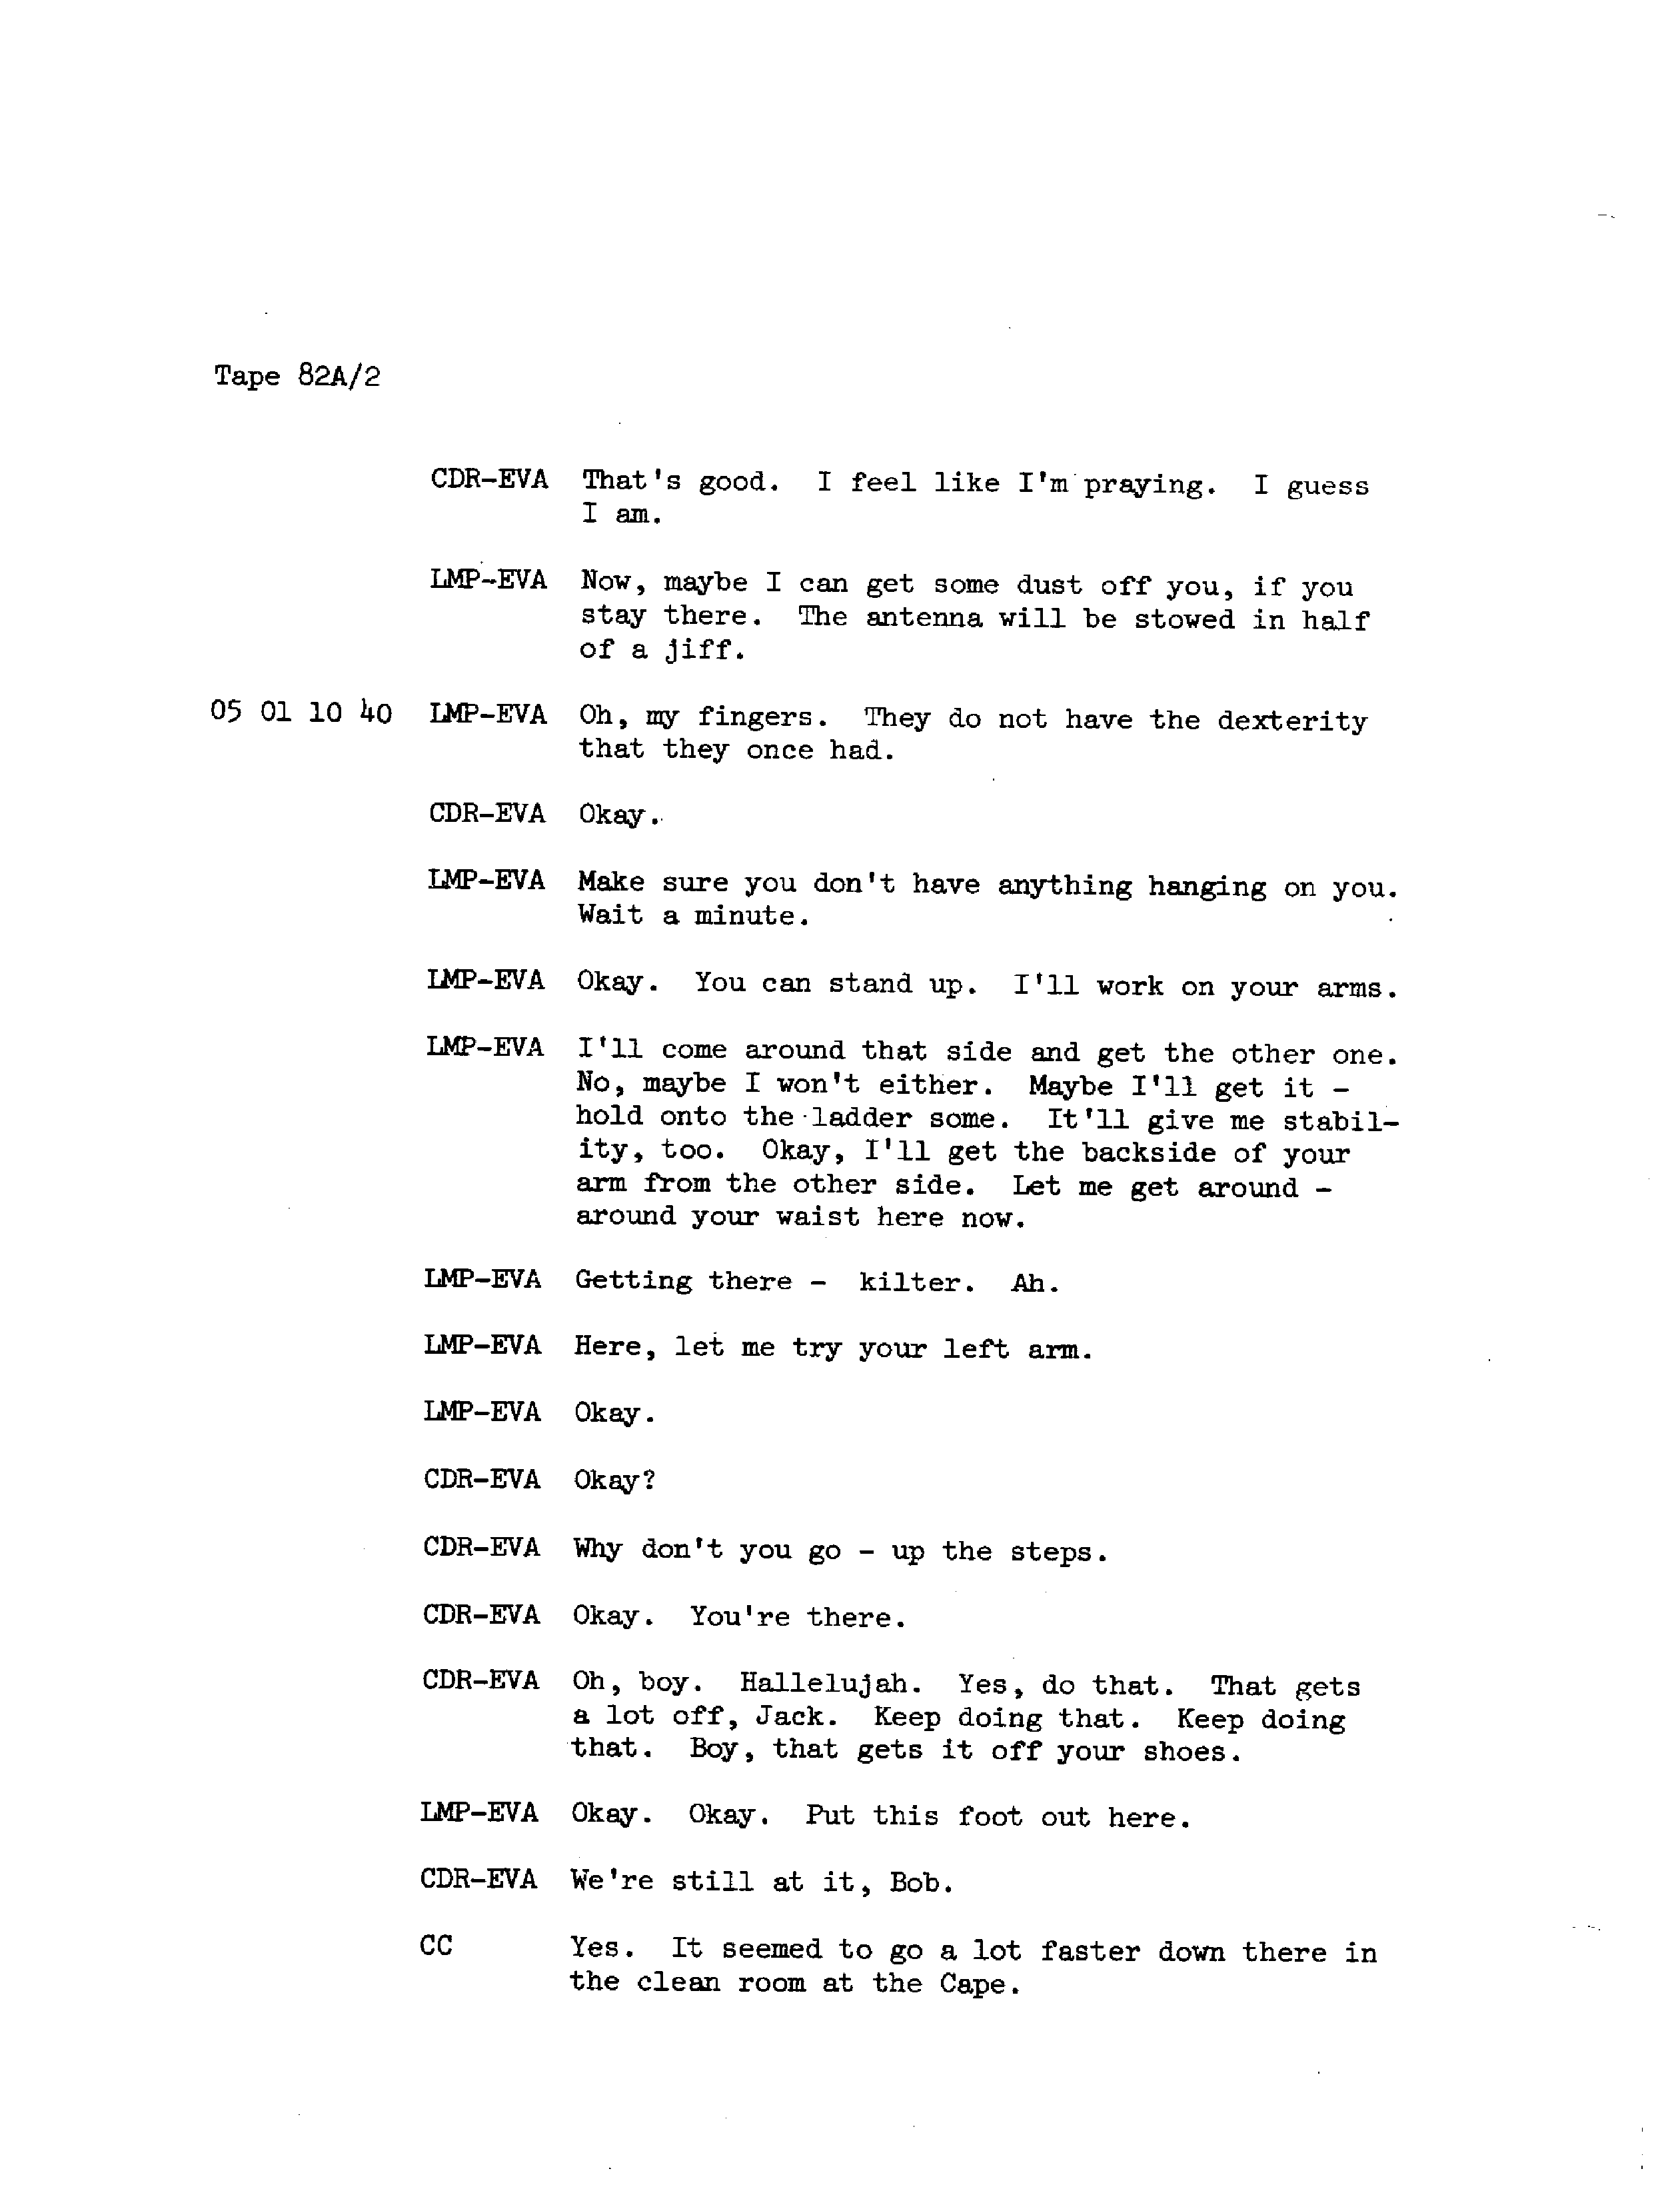 Tape 82A/2
CDR-EVA That's good. I feel like I'm praying. I guess
I am.
LMP-EVA Now, maybe I can get some dust off you, if you
stay there. The antenna will be stowed in half
of a jiff.
05 01 10 40 LMP-EVA Oh, my fingers. They do not have the dexterity
that they once had.
CDR-EVA Okay.
LMP-EVA Make sure you don't have anything hanging on you.
Wait a minute.
LMP-EVA Okay. You can stand up. I'll work on your arms.
LMP-EVA I'll come around that side and get the other one.
No, maybe I won't either. Maybe I'll get it -
hold onto the ladder some. It'll give me stabil-
ity, too. Okay, I'll get the backside of your
arm from the other side. Let me get around -
around your waist here now.
LMP-EVA Getting there - kilter. Ah.
LMP-EVA Here, let me try your left arm.
LMP-EVA Okay.
CDR-EVA Okay?
CDR-EVA Why don't you go - up the steps.
CDR-EVA Okay. You're there.
CDR-EVA Oh, boy. Hallelujah. Yes, do that. That gets
a lot off, Jack. Keep doing that. Keep doing
that. Boy, that gets it off your shoes.
LMP-EVA Okay. Okay. Put this foot out here.
CDR-EVA We're still at it, Bob.
CC Yes. It seemed to go a lot faster down there in
the clean room at the Cape.